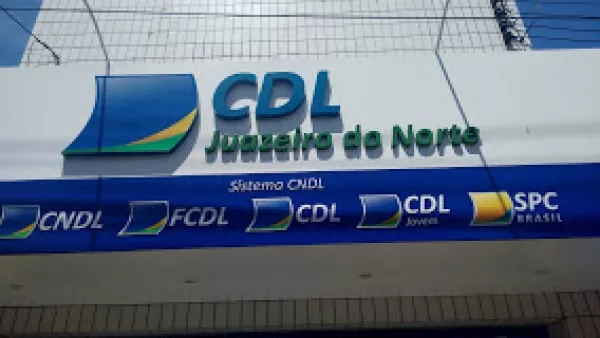 CDL
Juazeiro do Norte
Sistema CNDL
CNDL FCDL CDL CDL Jovem SPC BRASIL